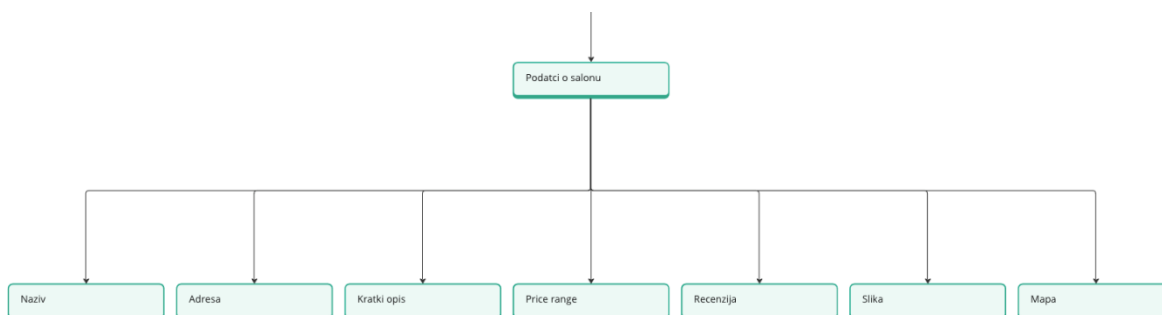 Podatci o salonu
Naziv
Adresa
Kratki opis
Price range
Recenzija
Slika
Mapa